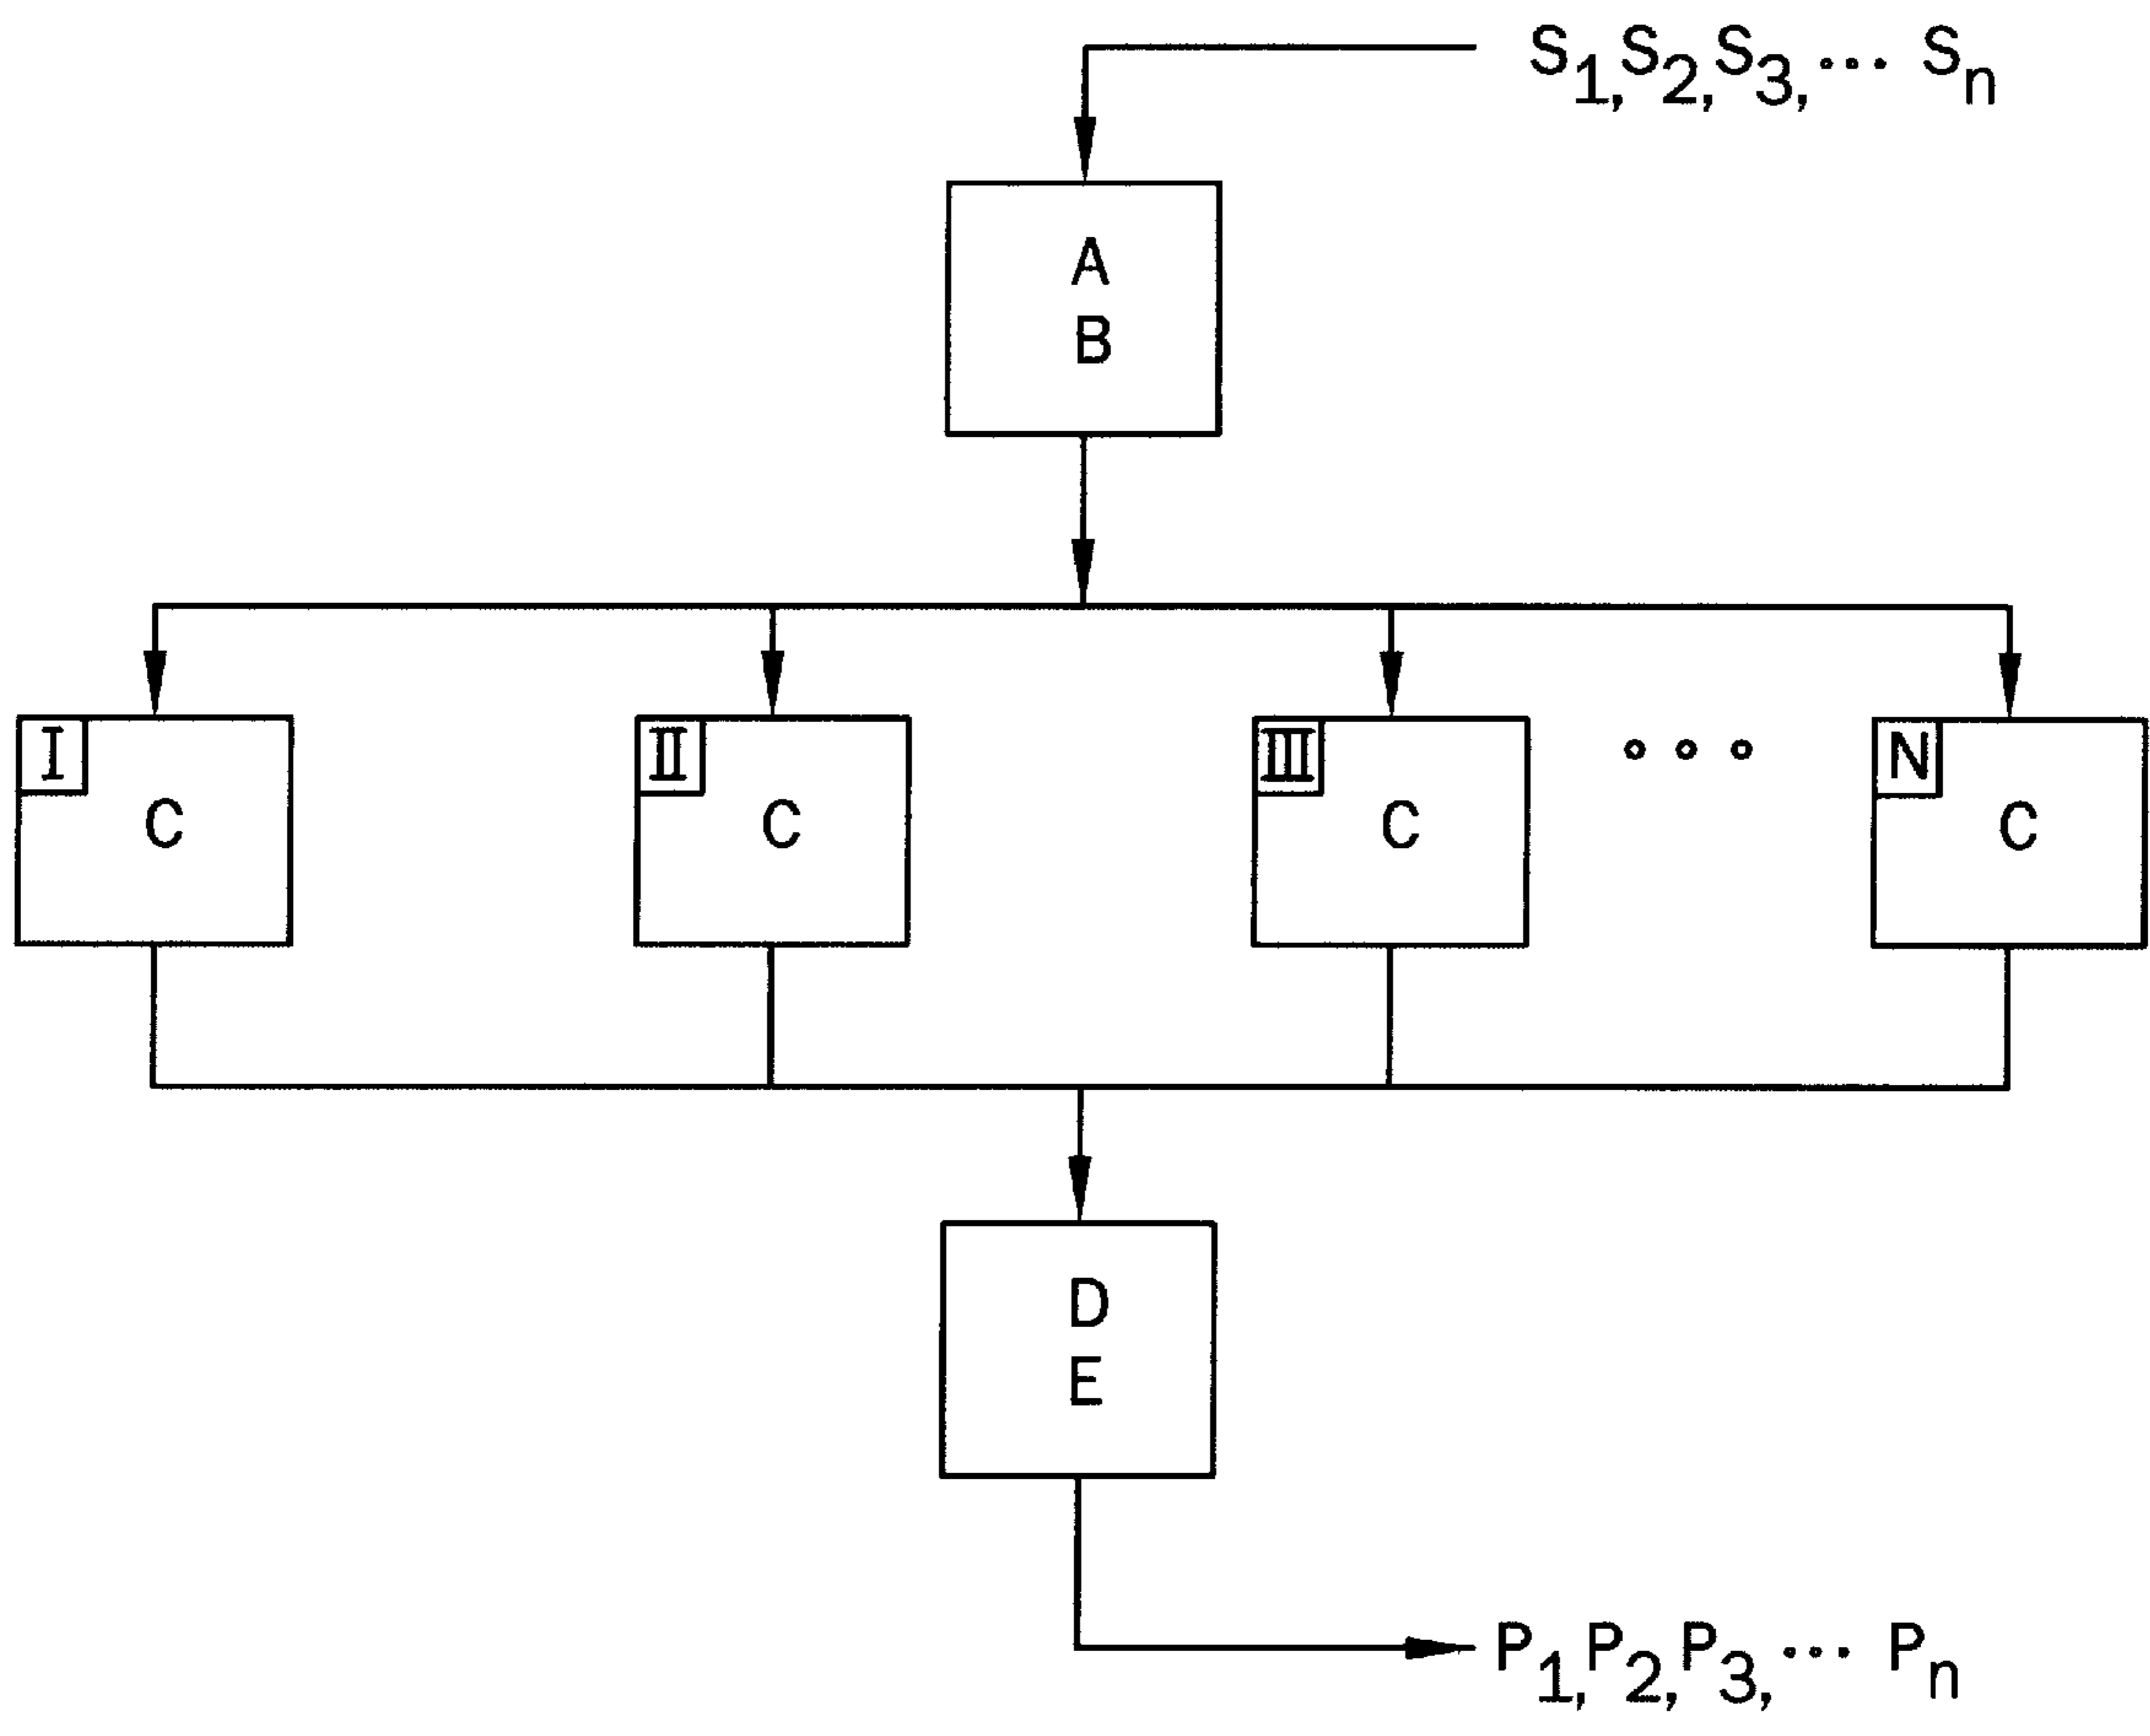 S1, S2, S3, ... Sn
A
B
I
II
III
N
C
C
C
C
D
E
P1, P2, P3, ... Pn